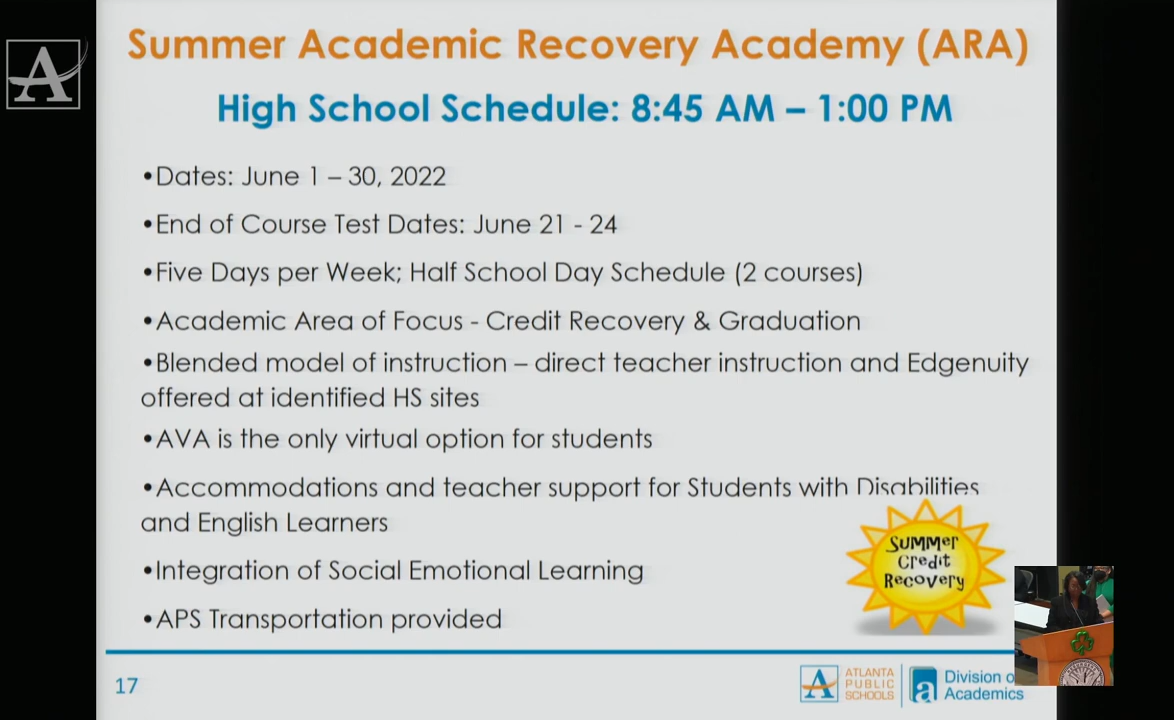 Summer Academic Recovery Academy (ARA)
High School Schedule: 8:45 AM – 1:00 PM
•Dates: June 1 – 30, 2022
•End of Course Test Dates: June 21 - 24
•Five Days per Week; Half School Day Schedule (2 courses)
•Academic Area of Focus - Credit Recovery & Graduation
•Blended model of instruction – direct teacher instruction and Edgenuity
offered at identified HS sites
•AVA is the only virtual option for students
•Accommodations and teacher support for Students with Disabilities
and English Learners
•Integration of Social Emotional Learning
•APS Transportation provided
Summer
Credit
Recovery
17
ATLANTA
PUBLIC
SCHOOLS
Division o
Academics